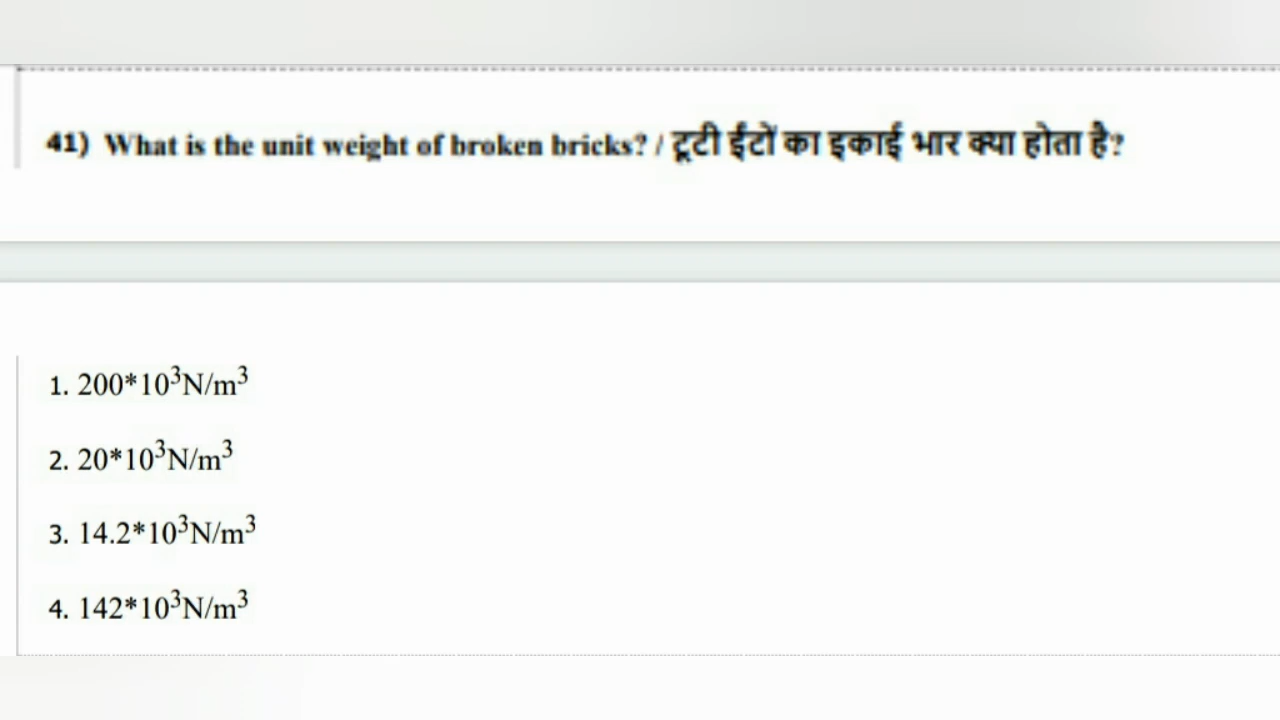 41) What is the unit weight of broken bricks? / टूटी ईंटों का इकाई भार क्या होता है?
1. 200*10³N/m³
2. 20*10³N/m³
3. 14.2*10³N/m³
4. 142*10³N/m³